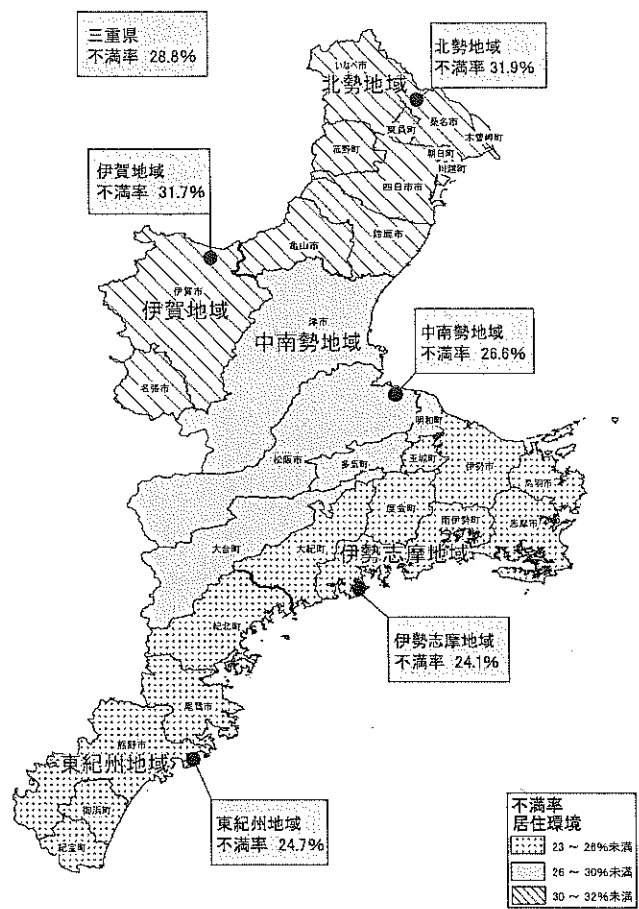 三重県
不満率 28.8%
北勢地域
不満率 31.9%
いなべ市
北勢地域
東員町
桑名市
木曽岬町
菰野町
朝日町
川越町
四日市市
伊賀地域
不満率 31.7%
鈴鹿市
亀山市
伊賀市
伊賀地域
津市
中南勢地域
中南勢地域
不満率 26.6%
名張市
明和町
松阪市
多気町
玉城町
伊勢市
鳥羽市
度会町
南伊勢町
志摩市
大台町
大紀町
伊勢志摩地域
紀北町
伊勢志摩地域
不満率 24.1%
尾鷲市
熊野市
東紀州地域
御浜町
紀宝町
東紀州地域
不満率 24.7%
不満率
居住環境
23 ~ 26%未満
26 ~ 30%未満
30 ~ 32%未満